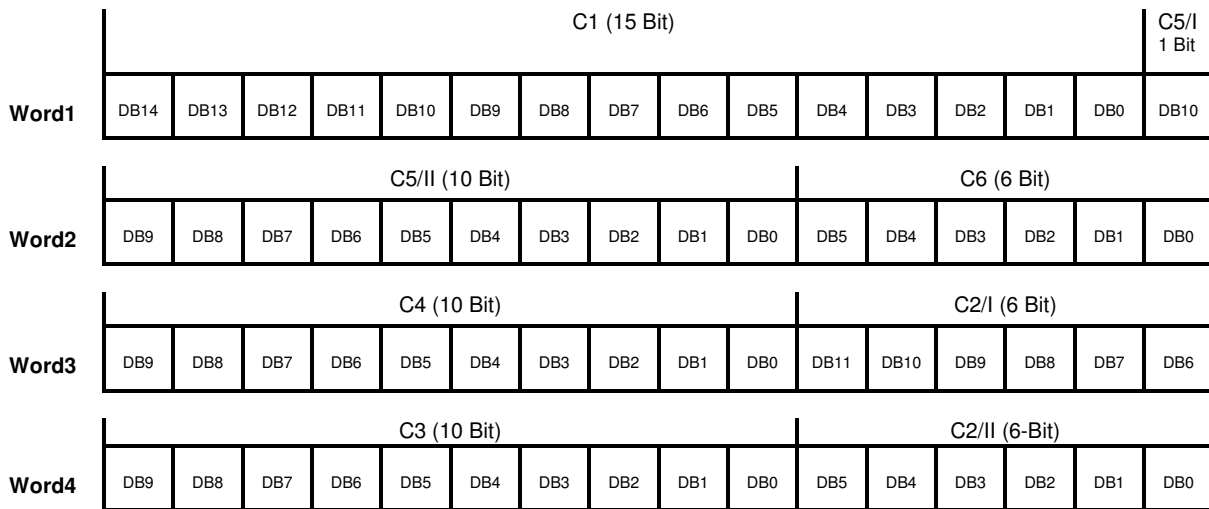 C1 (15 Bit) C5/I
1 Bit
Word1 DB14 DB13 DB12 DB11 DB10 DB9 DB8 DB7 DB6 DB5 DB4 DB3 DB2 DB1 DB0 DB10
C5/II (10 Bit) C6 (6 Bit)
Word2 DB9 DB8 DB7 DB6 DB5 DB4 DB3 DB2 DB1 DB0 DB5 DB4 DB3 DB2 DB1 DB0
C4 (10 Bit) C2/I (6 Bit)
Word3 DB9 DB8 DB7 DB6 DB5 DB4 DB3 DB2 DB1 DB0 DB11 DB10 DB9 DB8 DB7 DB6
C3 (10 Bit) C2/II (6-Bit)
Word4 DB9 DB8 DB7 DB6 DB5 DB4 DB3 DB2 DB1 DB0 DB5 DB4 DB3 DB2 DB1 DB0